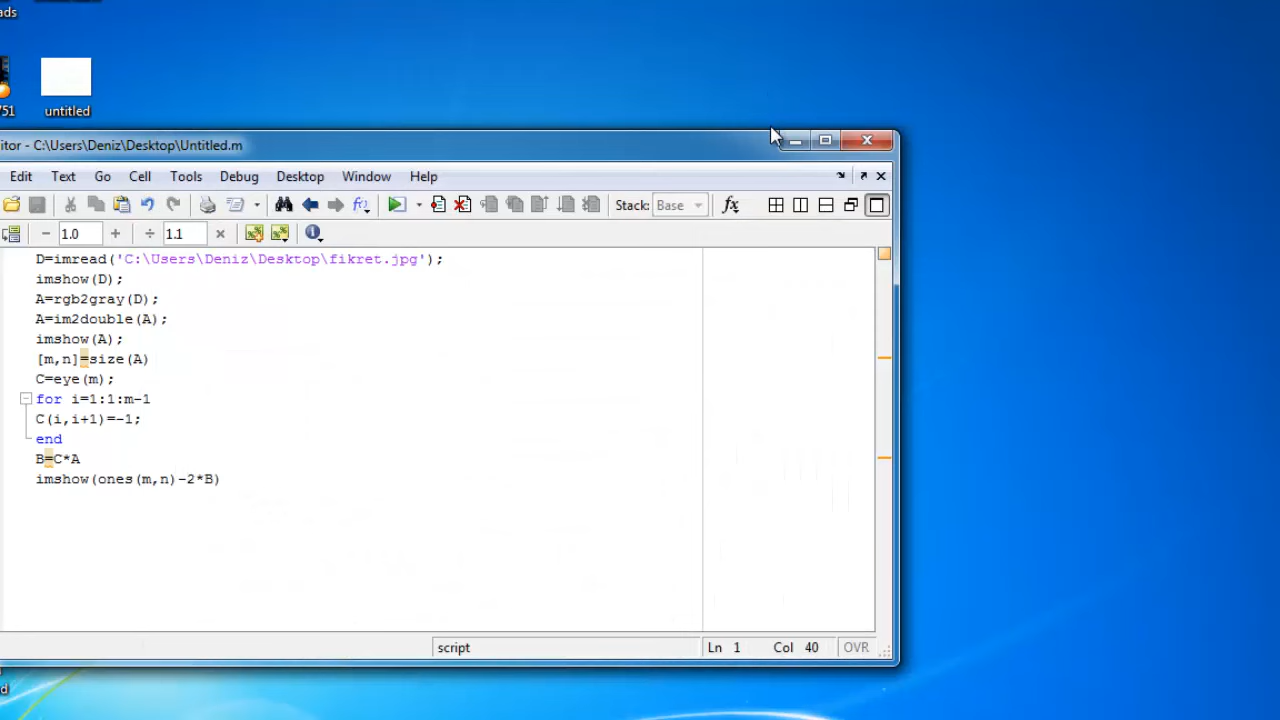 ads
751
untitled
itor - C:\Users\Deniz\Desktop\Untitled.m
Edit Text Go Cell Tools Debug Desktop Window Help
Stack: Base fx
1.0 1.1
D=imread('C:\Users\Deniz\Desktop\fikret.jpg');
imshow(D);
A=rgb2gray(D);
A=im2double(A);
imshow(A);
[m,n]=size(A)
C=eye(m);
for i=1:1:m-1
C(i,i+1)=-1;
end
B=C*A
imshow(ones(m,n)-2*B)
script Ln 1 Col 40 OVR
d